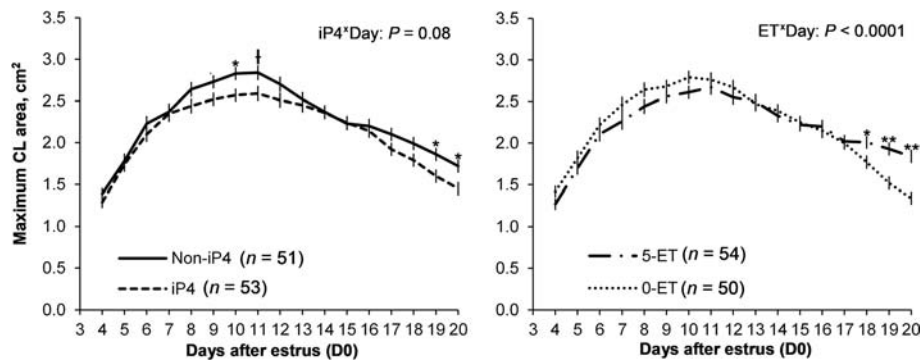 iP4*Day: P = 0.08
Maximum CL area, cm²
3.5
3.0
2.5
2.0
1.5
1.0
0.5
0.0
* † * *
Non-iP4 (n = 51)
iP4 (n = 53)
3 4 5 6 7 8 9 10 11 12 13 14 15 16 17 18 19 20
Days after estrus (D0)
ET*Day: P < 0.0001
3.5
3.0
2.5
2.0
1.5
1.0
0.5
0.0
* ** **
5-ET (n = 54)
0-ET (n = 50)
3 4 5 6 7 8 9 10 11 12 13 14 15 16 17 18 19 20
Days after estrus (D0)